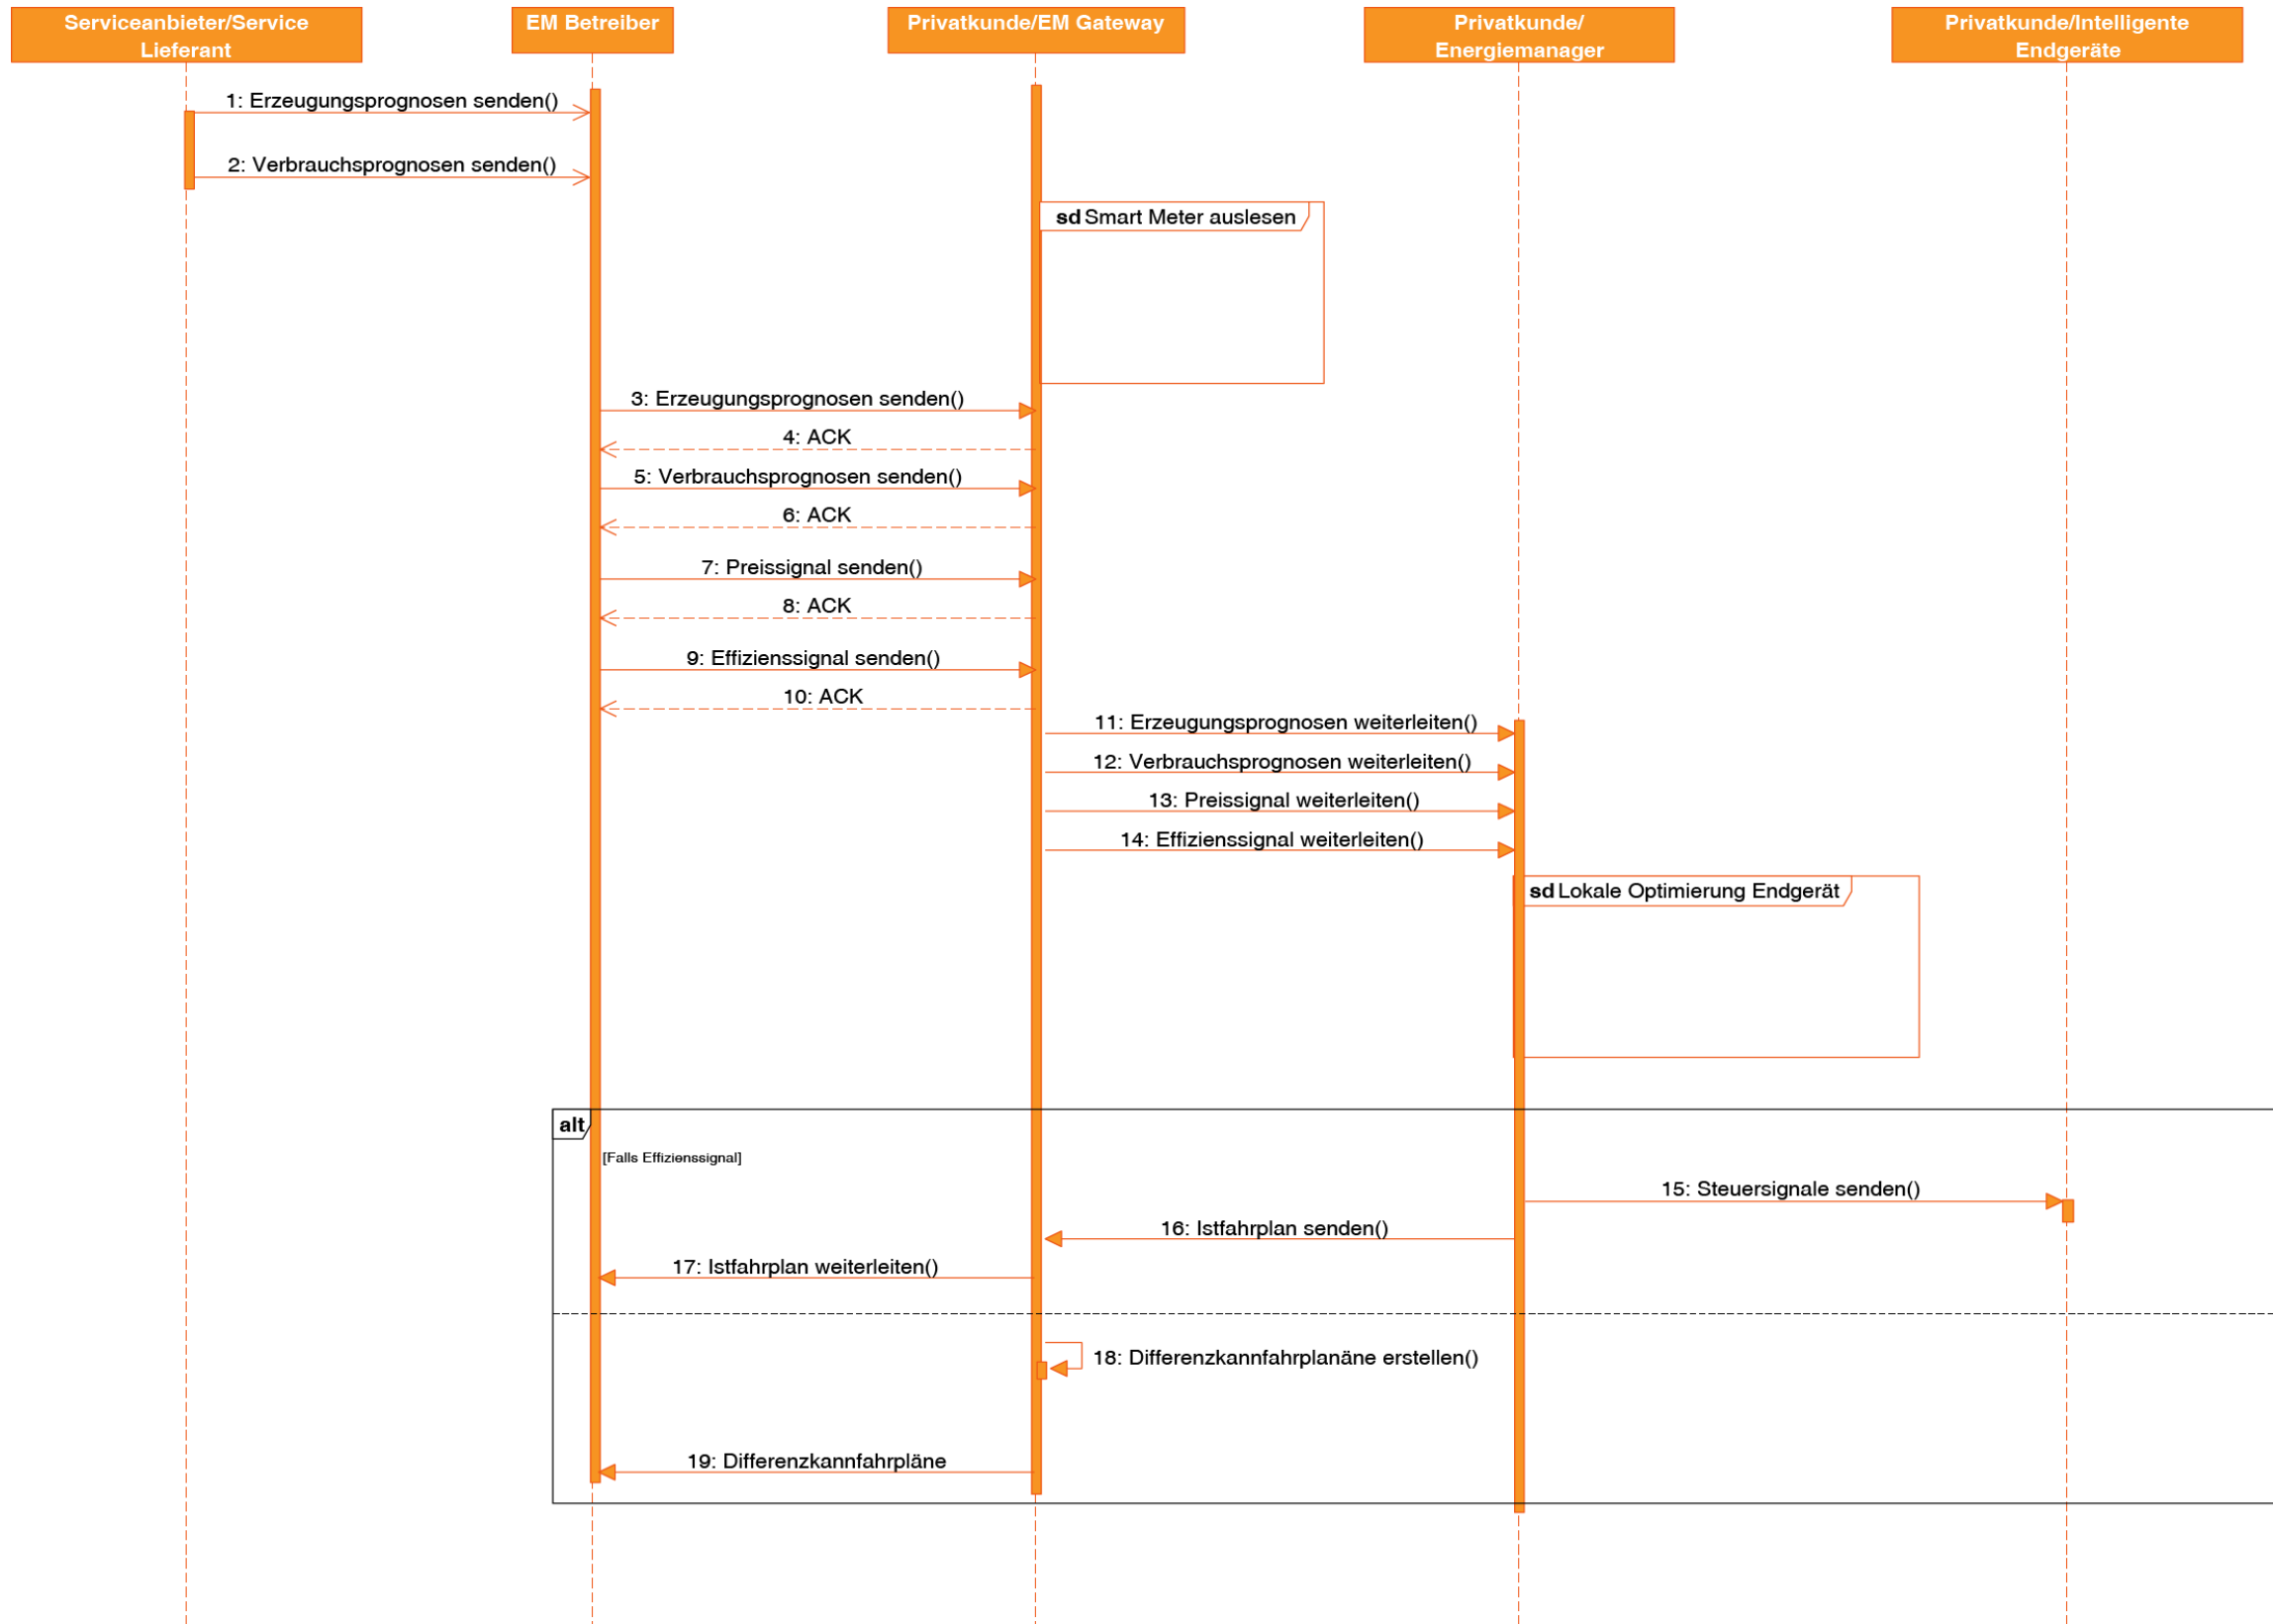 Serviceanbieter/Service
Lieferant
EM Betreiber
Privatkunde/EM Gateway
Privatkunde/
Energiemanager
Privatkunde/Intelligente
Endgeräte
1: Erzeugungsprognosen senden()
2: Verbrauchsprognosen senden()
sd Smart Meter auslesen
3: Erzeugungsprognosen senden()
4: ACK
5: Verbrauchsprognosen senden()
6: ACK
7: Preissignal senden()
8: ACK
9: Effizienssignal senden()
10: ACK
11: Erzeugungsprognosen weiterleiten()
12: Verbrauchsprognosen weiterleiten()
13: Preissignal weiterleiten()
14: Effizienssignal weiterleiten()
sd Lokale Optimierung Endgerät
alt
[Falls Effizienssignal]
15: Steuersignale senden()
16: Istfahrplan senden()
17: Istfahrplan weiterleiten()
18: Differenzkannfahrplanäne erstellen()
19: Differenzkannfahrpläne